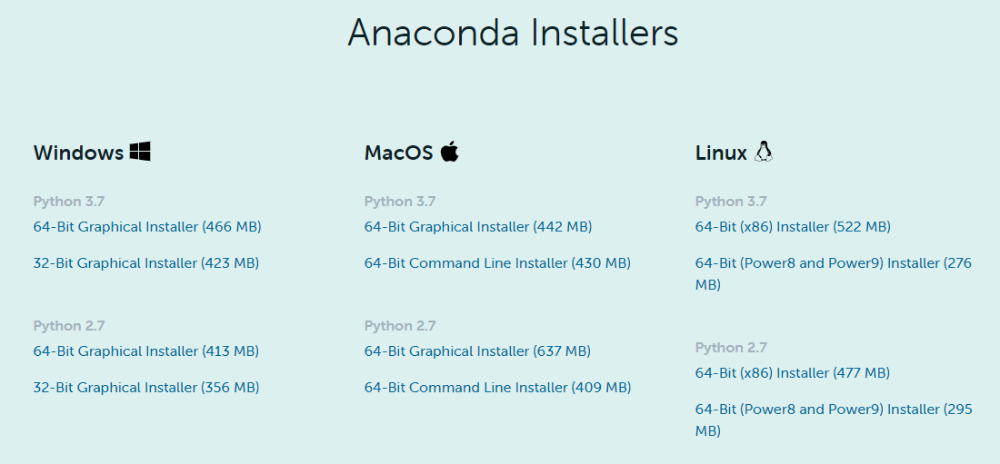 Anaconda Installers
Windows
Python 3.7
64-Bit Graphical Installer (466 MB)
32-Bit Graphical Installer (423 MB)
Python 2.7
64-Bit Graphical Installer (413 MB)
32-Bit Graphical Installer (356 MB)
MacOS
Python 3.7
64-Bit Graphical Installer (442 MB)
64-Bit Command Line Installer (430 MB)
Python 2.7
64-Bit Graphical Installer (637 MB)
64-Bit Command Line Installer (409 MB)
Linux
Python 3.7
64-Bit (x86) Installer (522 MB)
64-Bit (Power8 and Power9) Installer (276
MB)
Python 2.7
64-Bit (x86) Installer (477 MB)
64-Bit (Power8 and Power9) Installer (295
MB)